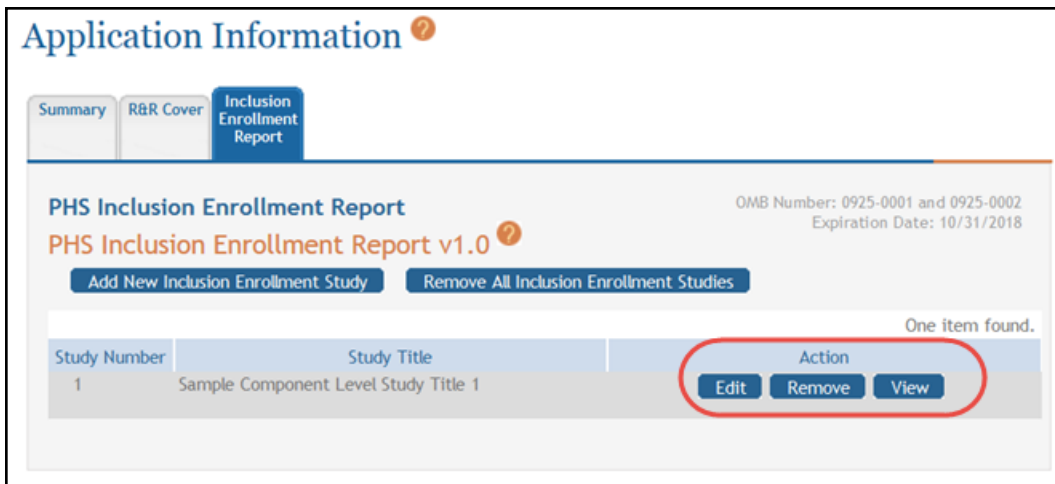 Application Information ?
Summary
R&R Cover
Inclusion
Enrollment
Report
PHS Inclusion Enrollment Report
OMB Number: 0925-0001 and 0925-0002
Expiration Date: 10/31/2018
PHS Inclusion Enrollment Report v1.0 ?
Add New Inclusion Enrollment Study
Remove All Inclusion Enrollment Studies
One item found.
Study Number Study Title Action
1 Sample Component Level Study Title 1 Edit Remove View